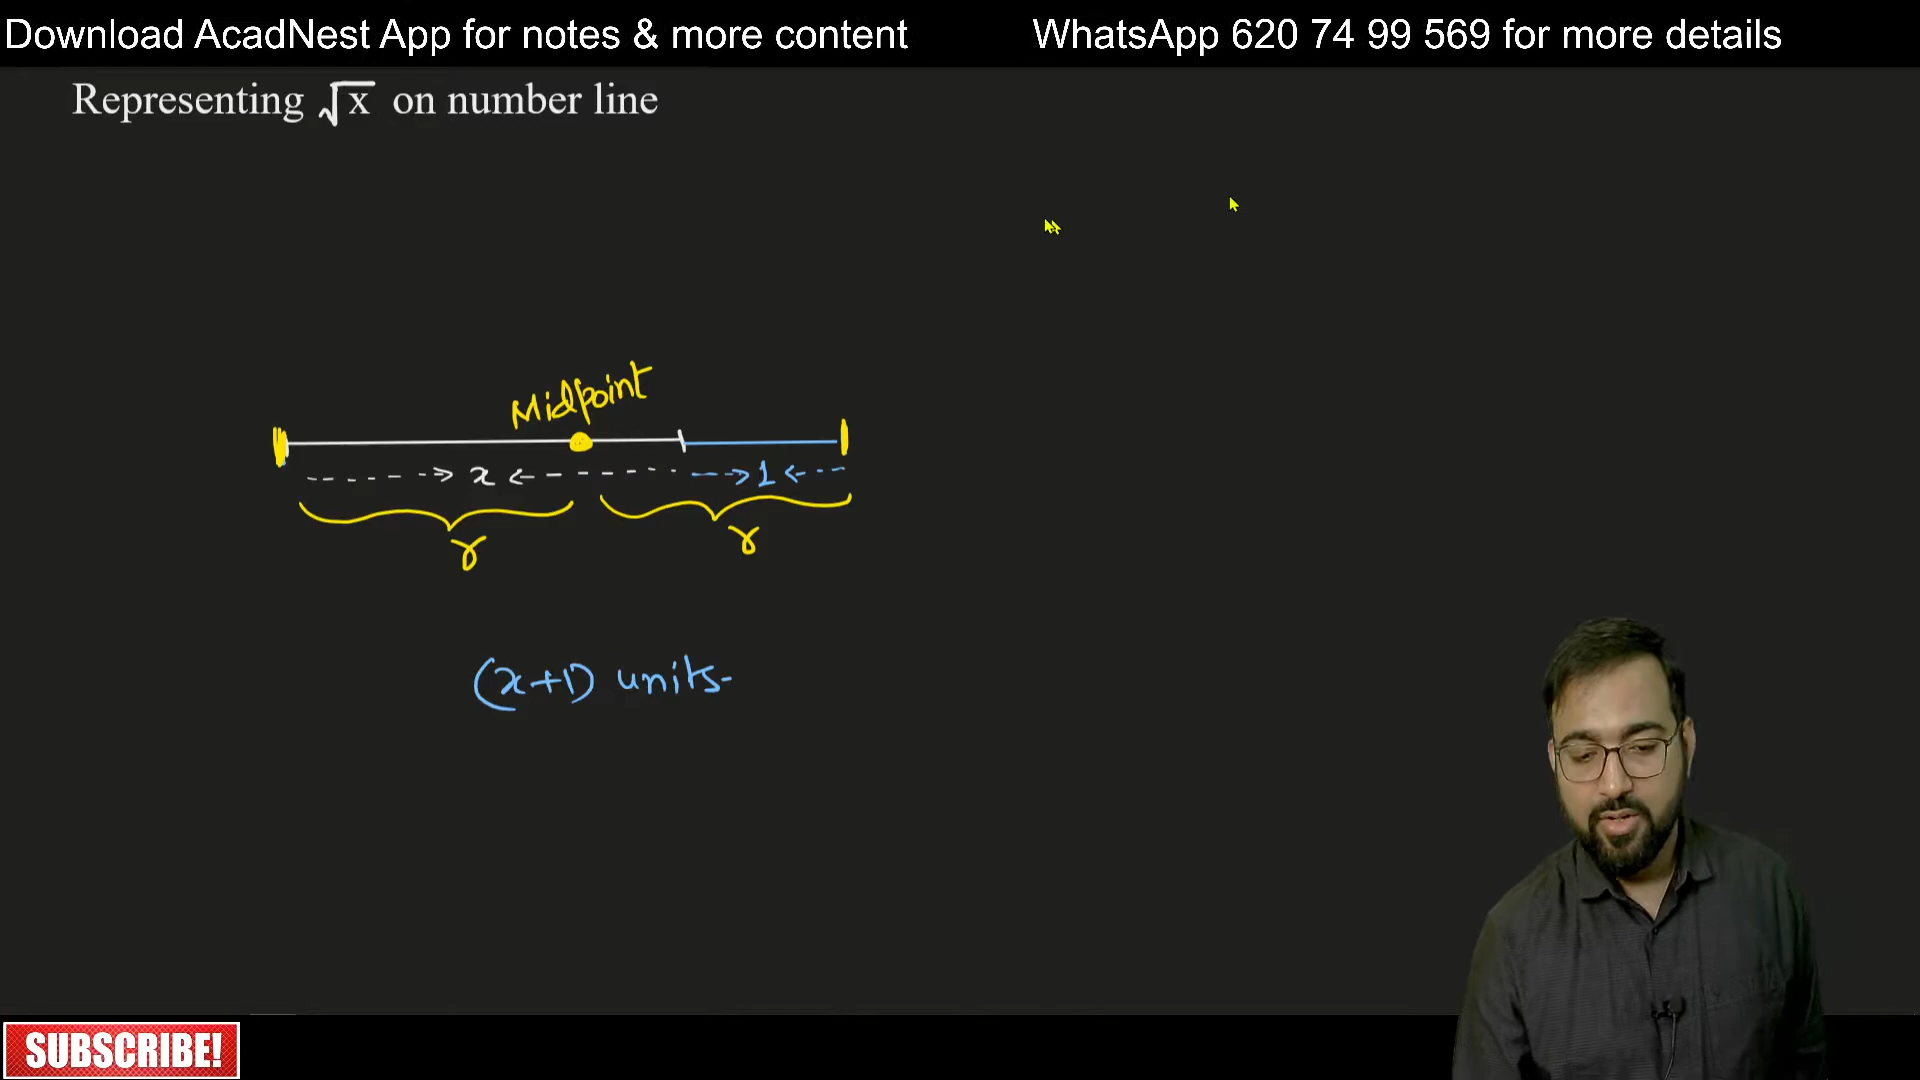 Download AcadNest App for notes & more content WhatsApp 620 74 99 569 for more details
Representing √x on number line
Midpoint
x 1
r r
(x+1) units
SUBSCRIBE!